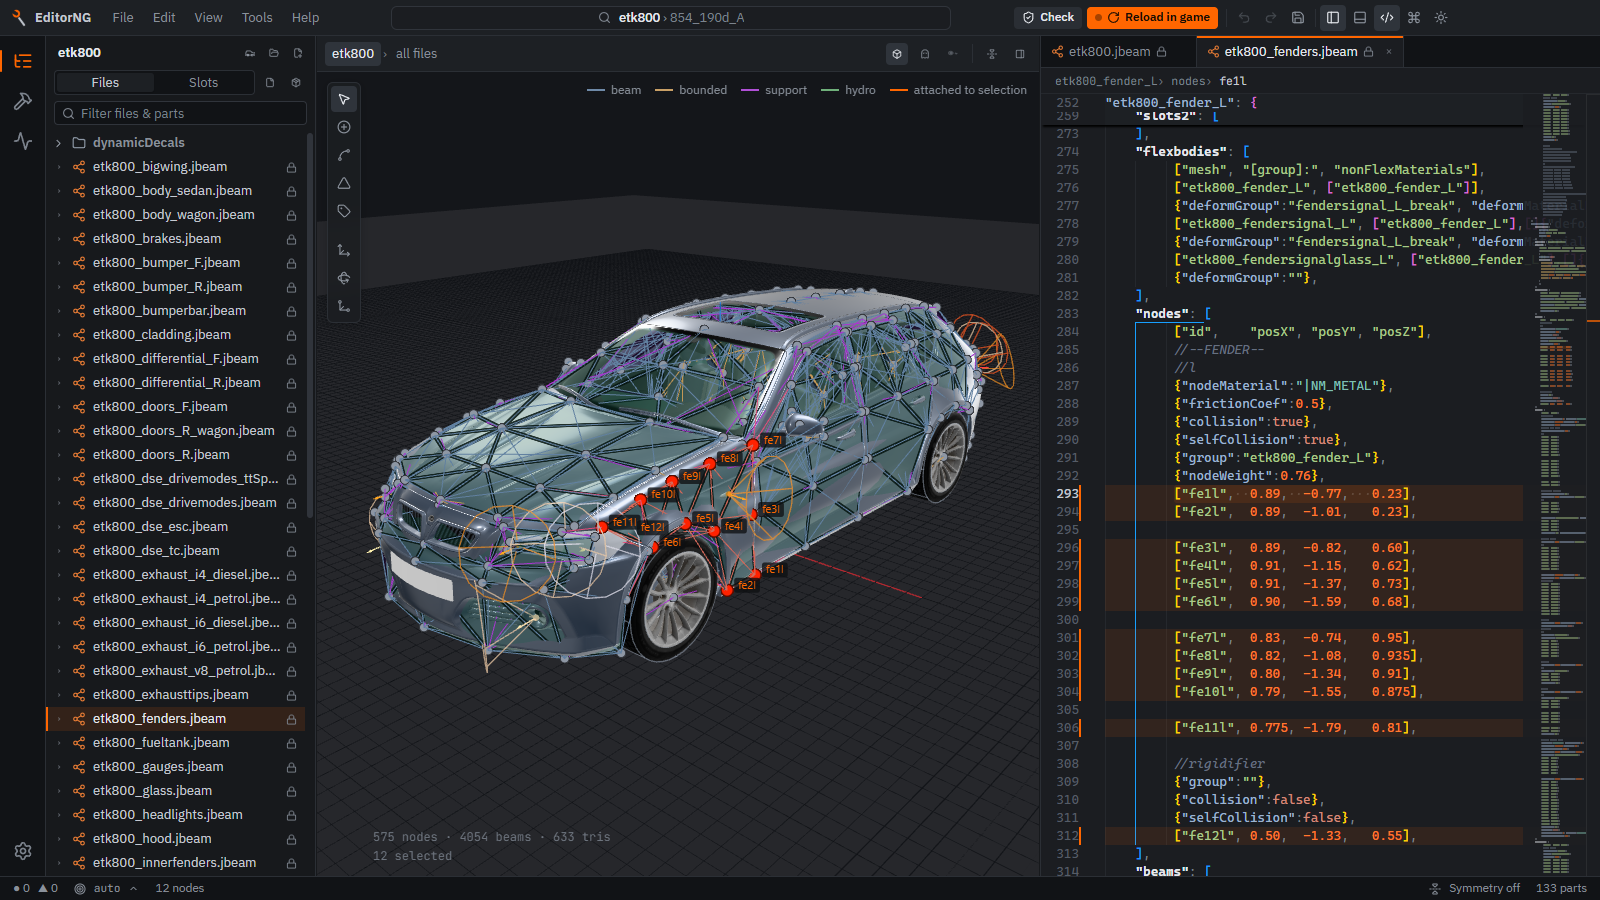 EditorNG
File
Edit
View
Tools
Help
etk800 › 854_190d_A
Check
Reload in game
etk800
Files
Slots
Filter files & parts
dynamicDecals
etk800_bigwing.jbeam
etk800_body_sedan.jbeam
etk800_body_wagon.jbeam
etk800_brakes.jbeam
etk800_bumper_F.jbeam
etk800_bumper_R.jbeam
etk800_bumperbar.jbeam
etk800_cladding.jbeam
etk800_differential_F.jbeam
etk800_differential_R.jbeam
etk800_doors_F.jbeam
etk800_doors_R_wagon.jbeam
etk800_doors_R.jbeam
etk800_dse_drivemodes_ttSp...
etk800_dse_drivemodes.jbeam
etk800_dse_esc.jbeam
etk800_dse_tc.jbeam
etk800_exhaust_i4_diesel.jbe...
etk800_exhaust_i4_petrol.jbe...
etk800_exhaust_i6_diesel.jbe...
etk800_exhaust_i6_petrol.jbe...
etk800_exhaust_v8_petrol.jb...
etk800_exhausttips.jbeam
etk800_fenders.jbeam
etk800_fueltank.jbeam
etk800_gauges.jbeam
etk800_glass.jbeam
etk800_headlights.jbeam
etk800_hood.jbeam
etk800_innerfenders.jbeam
etk800 › all files
beam
bounded
support
hydro
attached to selection
fe7l
fe8l
fe9l
fe10l
fe3l
fe5l
fe11l
fe12l
fe4l
fe6l
fe1l
fe2l
575 nodes · 4054 beams · 633 tris
12 selected
etk800.jbeam
etk800_fenders.jbeam ×
etk800_fender_L › nodes › fe1l
252 "etk800_fender_L": {
259 "slots2": [
273 ],
274 "flexbodies": [
275 ["mesh", "[group]:", "nonFlexMaterials"],
276 ["etk800_fender_L", ["etk800_fender_L"]],
277 {"deformGroup":"fendersignal_L_break", "deform
278 ["etk800_fendersignal_L", ["etk800_fender_L"],
279 {"deformGroup":"fendersignal_L_break", "deform
280 ["etk800_fendersignalglass_L", ["etk800_fender_
281 {"deformGroup":""},
282 ],
283 "nodes": [
284 ["id", "posX", "posY", "posZ"],
285 //--FENDER--
286 //l
287 {"nodeMaterial":"|NM_METAL"},
288 {"frictionCoef":0.5},
289 {"collision":true},
290 {"selfCollision":true},
291 {"group":"etk800_fender_L"},
292 {"nodeWeight":0.76},
293 ["fe1l", 0.89, -0.77, 0.23],
294 ["fe2l", 0.89, -1.01, 0.23],
295
296 ["fe3l", 0.89, -0.82, 0.60],
297 ["fe4l", 0.91, -1.15, 0.62],
298 ["fe5l", 0.91, -1.37, 0.73],
299 ["fe6l", 0.90, -1.59, 0.68],
300
301 ["fe7l", 0.83, -0.74, 0.95],
302 ["fe8l", 0.82, -1.08, 0.935],
303 ["fe9l", 0.80, -1.34, 0.91],
304 ["fe10l", 0.79, -1.55, 0.875],
305
306 ["fe11l", 0.775, -1.79, 0.81],
307
308 //rigidifier
309 {"group":""},
310 {"collision":false},
311 {"selfCollision":false},
312 ["fe12l", 0.50, -1.33, 0.55],
313 ],
314 "beams": [
0
0
auto
12 nodes
Symmetry off
133 parts